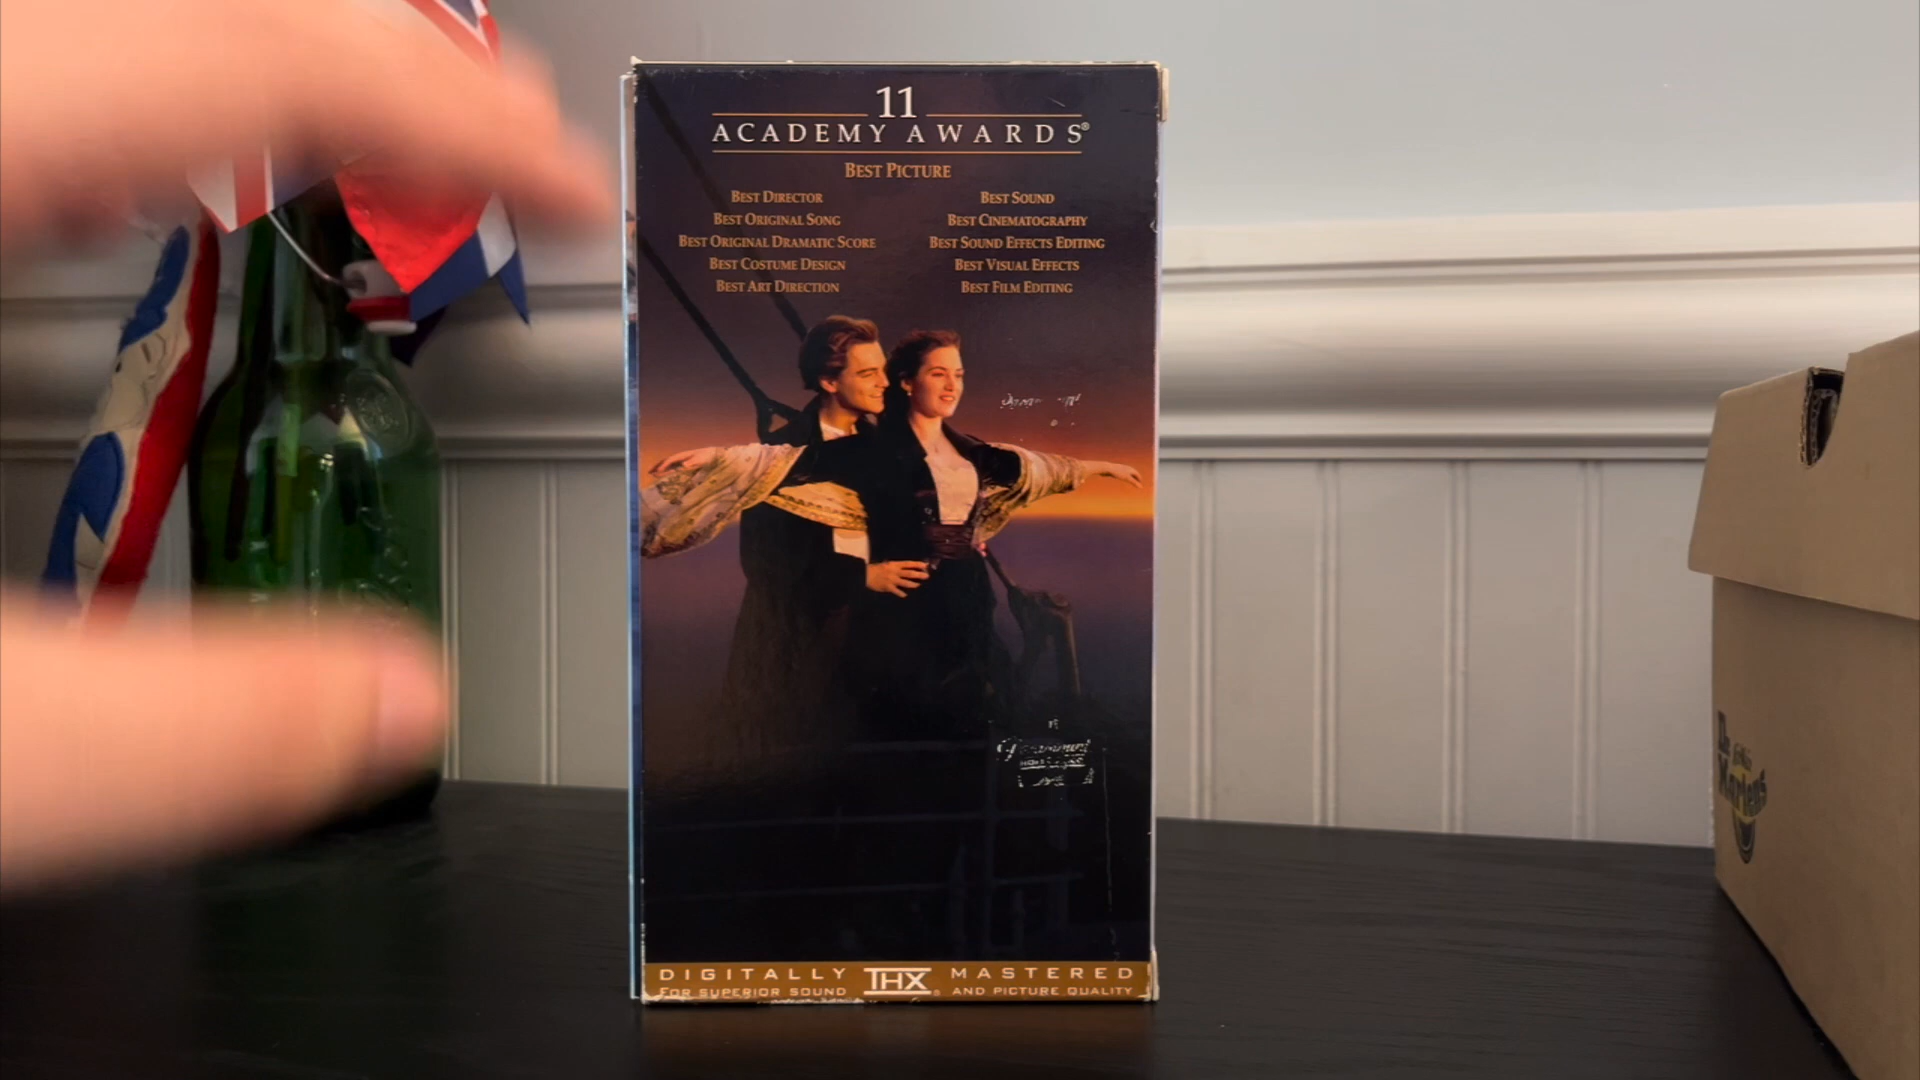 11
ACADEMY AWARDS®
BEST PICTURE
BEST DIRECTOR
BEST ORIGINAL SONG
BEST ORIGINAL DRAMATIC SCORE
BEST COSTUME DESIGN
BEST ART DIRECTION
BEST SOUND
BEST CINEMATOGRAPHY
BEST SOUND EFFECTS EDITING
BEST VISUAL EFFECTS
BEST FILM EDITING
DIGITALLY THX MASTERED
FOR SUPERIOR SOUND AND PICTURE QUALITY
Dr.
Martens